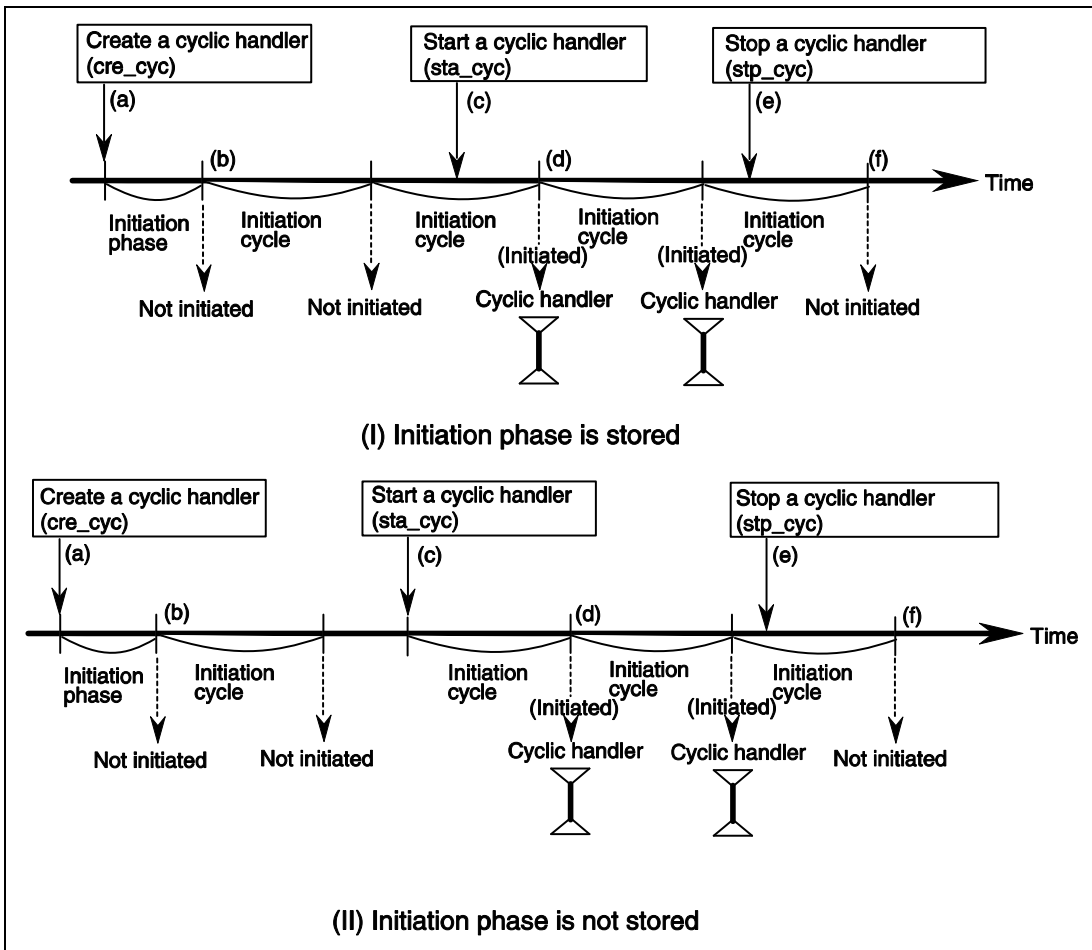 Create a cyclic handler
(cre_cyc)
Start a cyclic handler
(sta_cyc)
Stop a cyclic handler
(stp_cyc)
(a)
(c)
(e)
(b)
(d)
(f)
Time
Initiation
phase
Initiation
cycle
Initiation
cycle
Initiation
cycle
Initiation
cycle
(Initiated)
(Initiated)
Not initiated
Not initiated
Cyclic handler
Cyclic handler
Not initiated
(I) Initiation phase is stored
Create a cyclic handler
(cre_cyc)
Start a cyclic handler
(sta_cyc)
Stop a cyclic handler
(stp_cyc)
(a)
(c)
(e)
(b)
(d)
(f)
Time
Initiation
phase
Initiation
cycle
Initiation
cycle
Initiation
cycle
Initiation
cycle
(Initiated)
(Initiated)
Not initiated
Not initiated
Cyclic handler
Cyclic handler
Not initiated
(II) Initiation phase is not stored